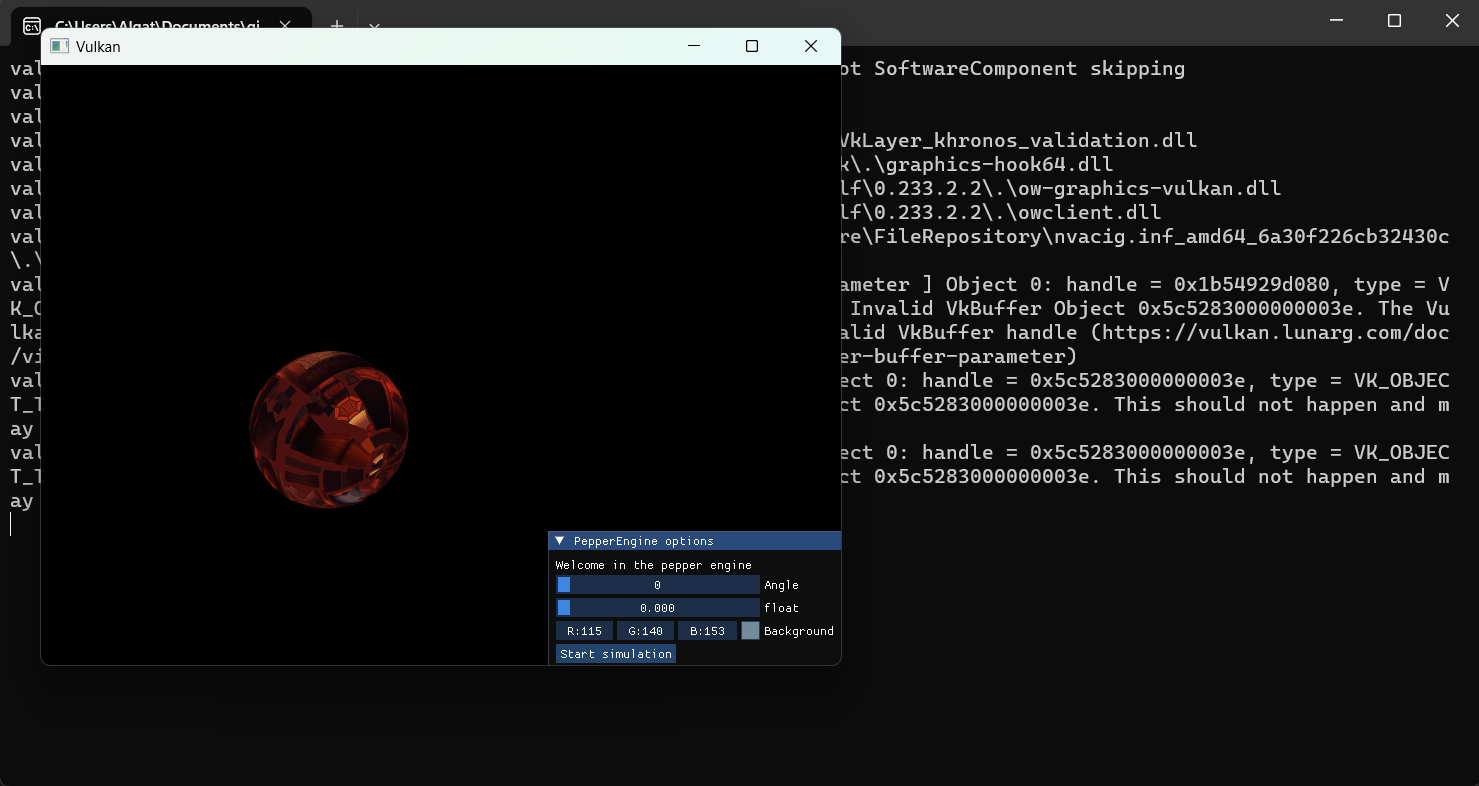 C:\Users\Algat\Documents\gi
Vulkan
val ot SoftwareComponent skipping
val
val
val VkLayer_khronos_validation.dll
val k\.\graphics-hook64.dll
val lf\0.233.2.2\.\ow-graphics-vulkan.dll
val lf\0.233.2.2\.\owclient.dll
val re\FileRepository\nvacig.inf_amd64_6a30f226cb32430c
\.\
val ameter ] Object 0: handle = 0x1b54929d080, type = V
K_O Invalid VkBuffer Object 0x5c5283000000003e. The Vu
lka alid VkBuffer handle (https://vulkan.lunarg.com/doc
/vi er-buffer-parameter)
val ect 0: handle = 0x5c5283000000003e, type = VK_OBJEC
T_T ct 0x5c5283000000003e. This should not happen and m
ay
val ect 0: handle = 0x5c5283000000003e, type = VK_OBJEC
T_T ct 0x5c5283000000003e. This should not happen and m
ay
PepperEngine options
Welcome in the pepper engine
0 Angle
0.000 float
R:115 G:140 B:153 Background
Start simulation